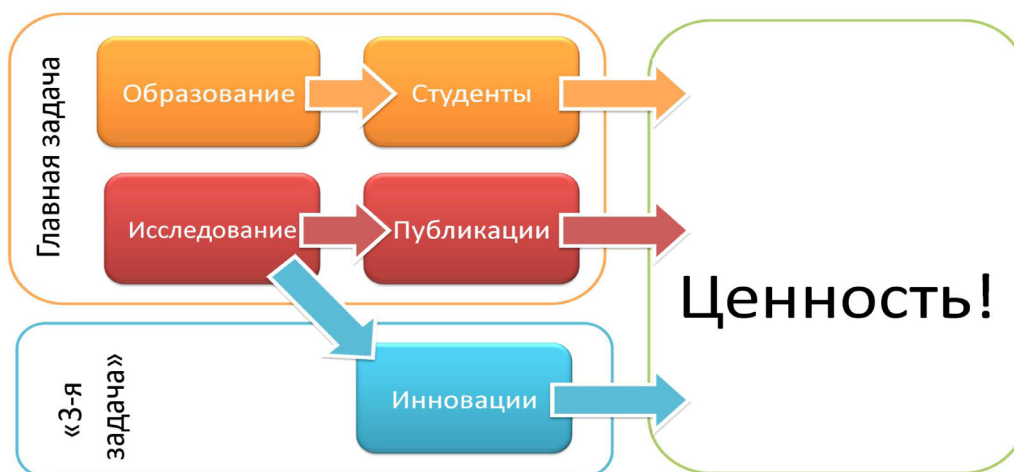 Главная задача
Образование
Студенты
Исследование
Публикации
Ценность!
«3-я
задача»
Инновации